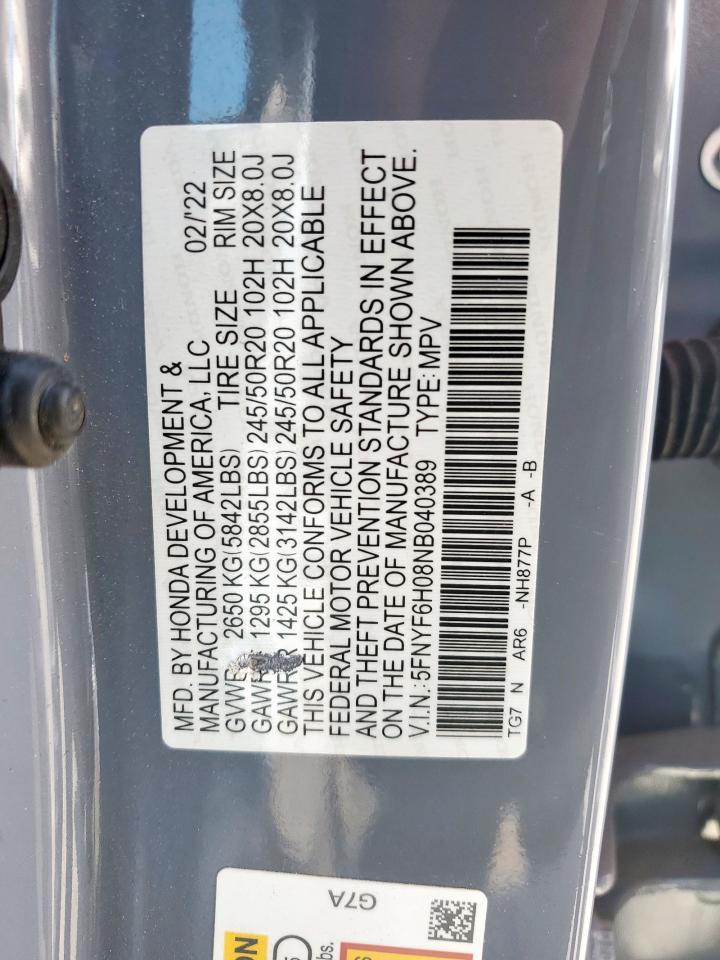 MFD. BY HONDA DEVELOPMENT &
MANUFACTURING OF AMERICA, LLC 02/'22
GVWR 2650 KG(5842LBS) TIRE SIZE RIM SIZE
GAWR 1295 KG(2855LBS) 245/50R20 102H 20X8.0J
GAWR R 1425 KG(3142LBS) 245/50R20 102H 20X8.0J
THIS VEHICLE CONFORMS TO ALL APPLICABLE
FEDERAL MOTOR VEHICLE SAFETY
AND THEFT PREVENTION STANDARDS IN EFFECT
ON THE DATE OF MANUFACTURE SHOWN ABOVE.
V.I.N.:5FNYF6H08NB040389 TYPE:MPV
TG7 N AR6 -NH877P -A -B
G7A